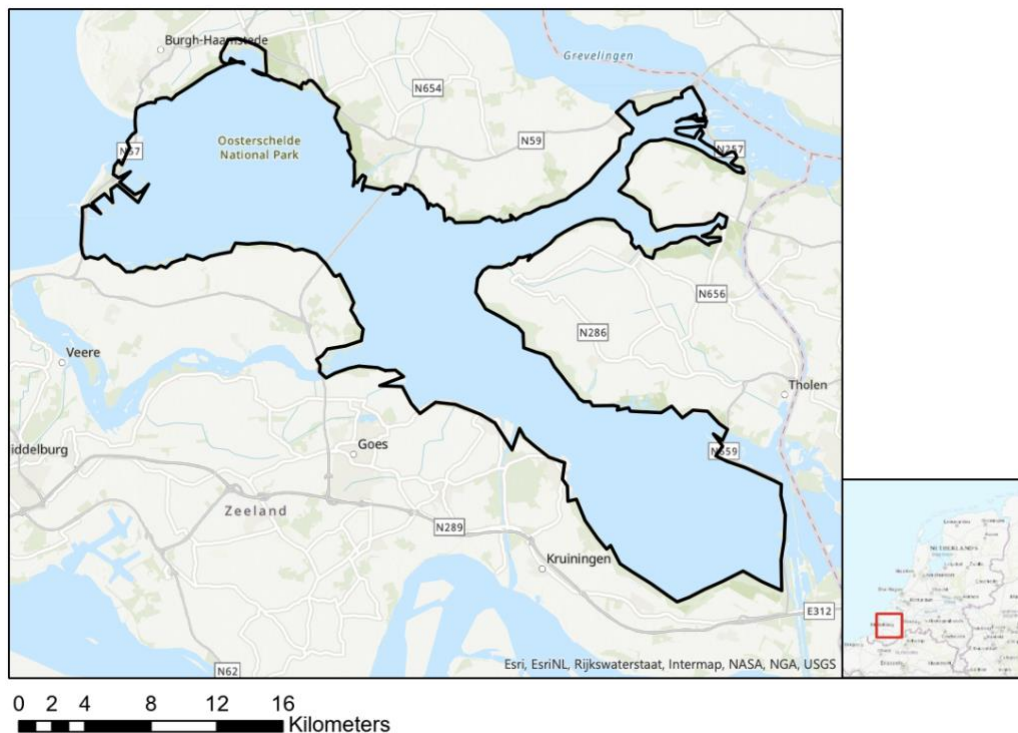 Burgh-Haamstede
Grevelingen
N654
Oosterschelde
National Park
N59
N57
N257
N656
N286
Veere
Tholen
Goes
N659
iddelburg
Zeeland
N289
Kruiningen
E312
N62
Esri, EsriNL, Rijkswaterstaat, Intermap, NASA, NGA, USGS
NETHERLANDS
0 2 4 8 12 16
Kilometers